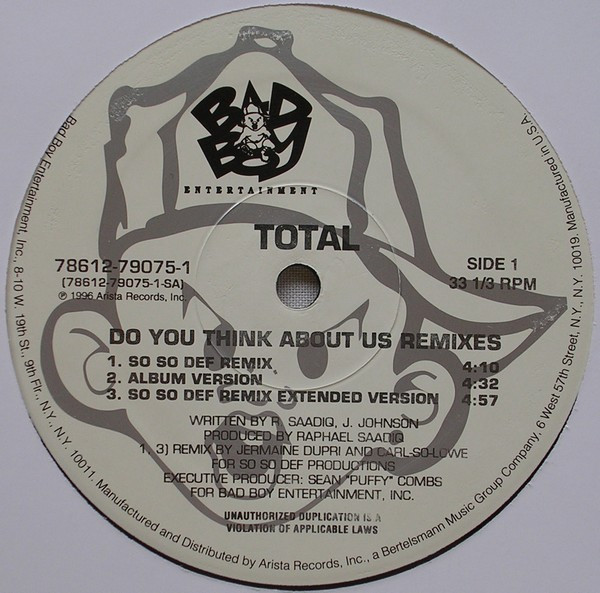 BAD
BOY
ENTERTAINMENT
TOTAL
78612-79075-1
(78612-79075-1-SA)
℗ 1996 Arista Records, Inc.
SIDE 1
33 1/3 RPM
DO YOU THINK ABOUT US REMIXES
1. SO SO DEF REMIX 4:10
2. ALBUM VERSION 4:32
3. SO SO DEF REMIX EXTENDED VERSION 4:57
WRITTEN BY R. SAADIQ, J. JOHNSON
PRODUCED BY RAPHAEL SAADIQ
1, 3) REMIX BY JERMAINE DUPRI AND CARL-SO-LOWE
FOR SO SO DEF PRODUCTIONS
EXECUTIVE PRODUCER: SEAN "PUFFY" COMBS
FOR BAD BOY ENTERTAINMENT, INC.
UNAUTHORIZED DUPLICATION IS A
VIOLATION OF APPLICABLE LAWS
Bad Boy Entertainment, Inc., 8-10 W. 19th St., 9th Flr., N.Y., N.Y. 10011. Manufactured and Distributed by Arista Records, Inc., a Bertelsmann Music Group Company, 6 West 57th Street, N.Y., N.Y. 10019. Manufactured in U.S.A.